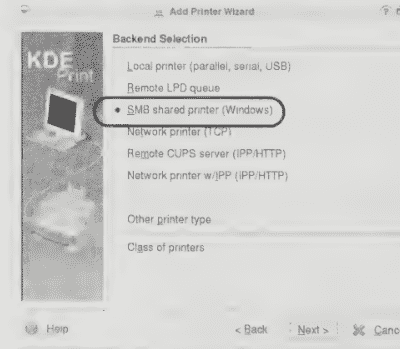 Add Printer Wizard
?
Backend Selection
KDE
Print
Local printer (parallel, serial, USB)
Remote LPD queue
SMB shared printer (Windows)
Network printer (TCP)
Remote CUPS server (IPP/HTTP)
Network printer w/IPP (IPP/HTTP)
Other printer type
Class of printers
Help
< Back
Next >
Canc